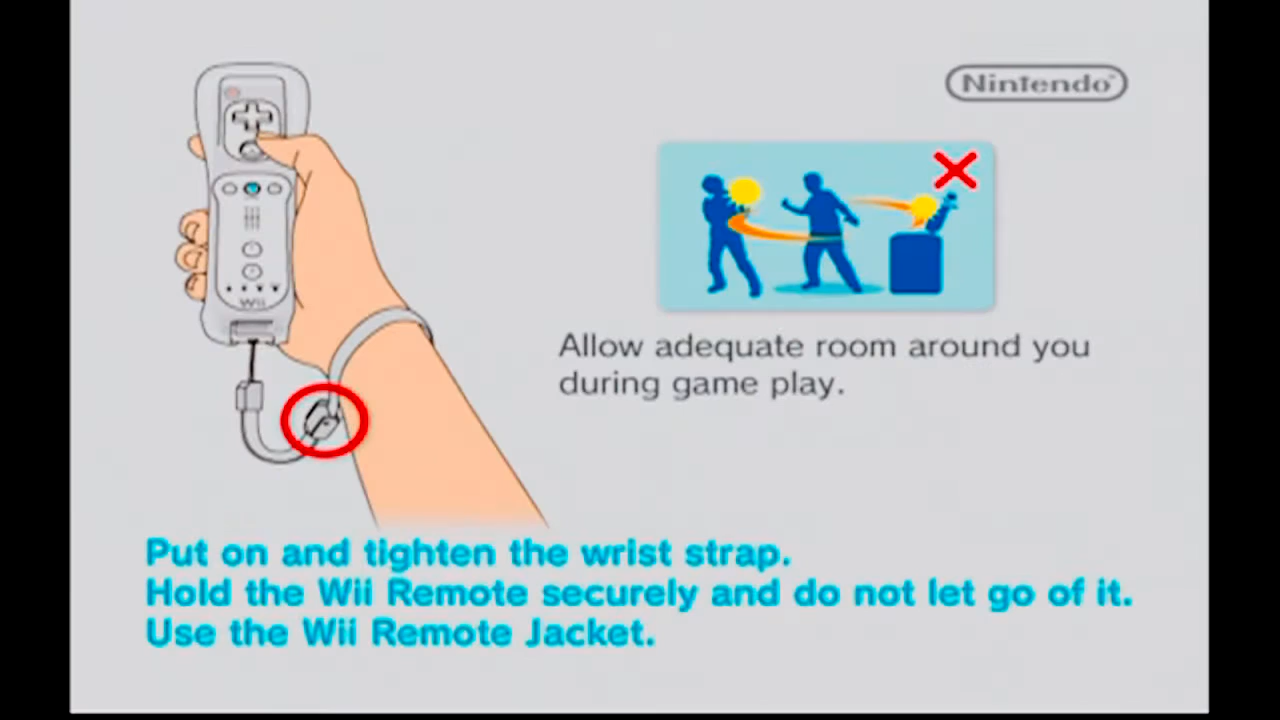 Nintendo
Wii
Allow adequate room around you
during game play.
Put on and tighten the wrist strap.
Hold the Wii Remote securely and do not let go of it.
Use the Wii Remote Jacket.